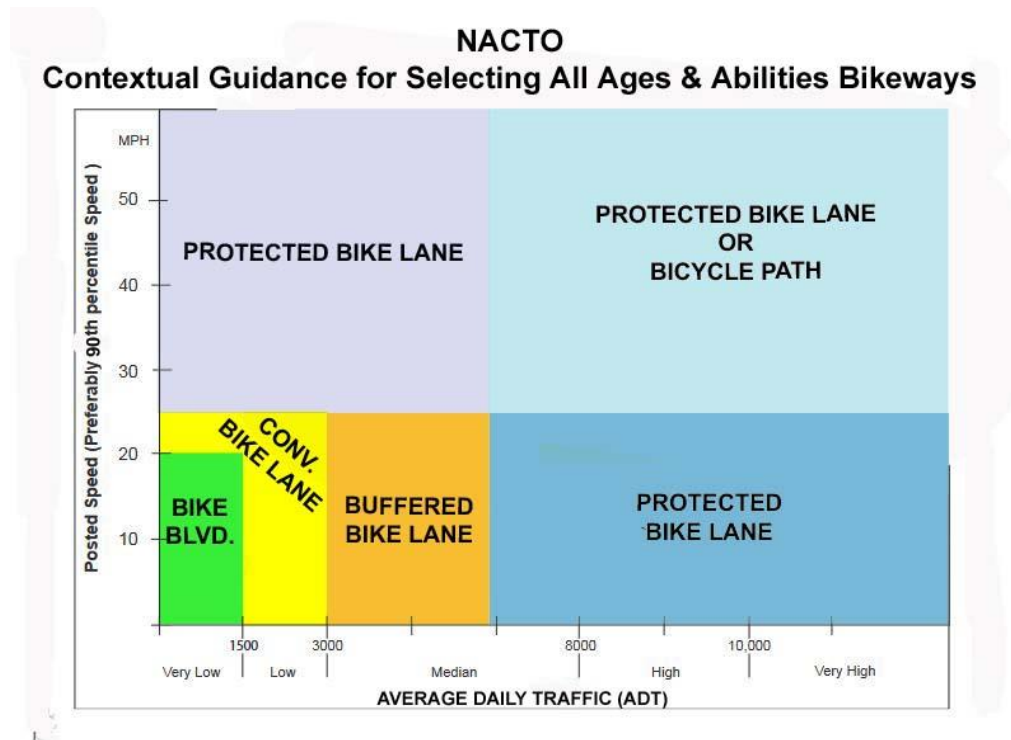 NACTO
Contextual Guidance for Selecting All Ages & Abilities Bikeways
Posted Speed (Preferably 90th percentile Speed )
MPH
50
40
30
20
10
PROTECTED BIKE LANE
PROTECTED BIKE LANE
OR
BICYCLE PATH
CONV.
BIKE LANE
BIKE
BLVD.
BUFFERED
BIKE LANE
PROTECTED
BIKE LANE
1500 3000 8000 10,000
Very Low Low Median High Very High
AVERAGE DAILY TRAFFIC (ADT)